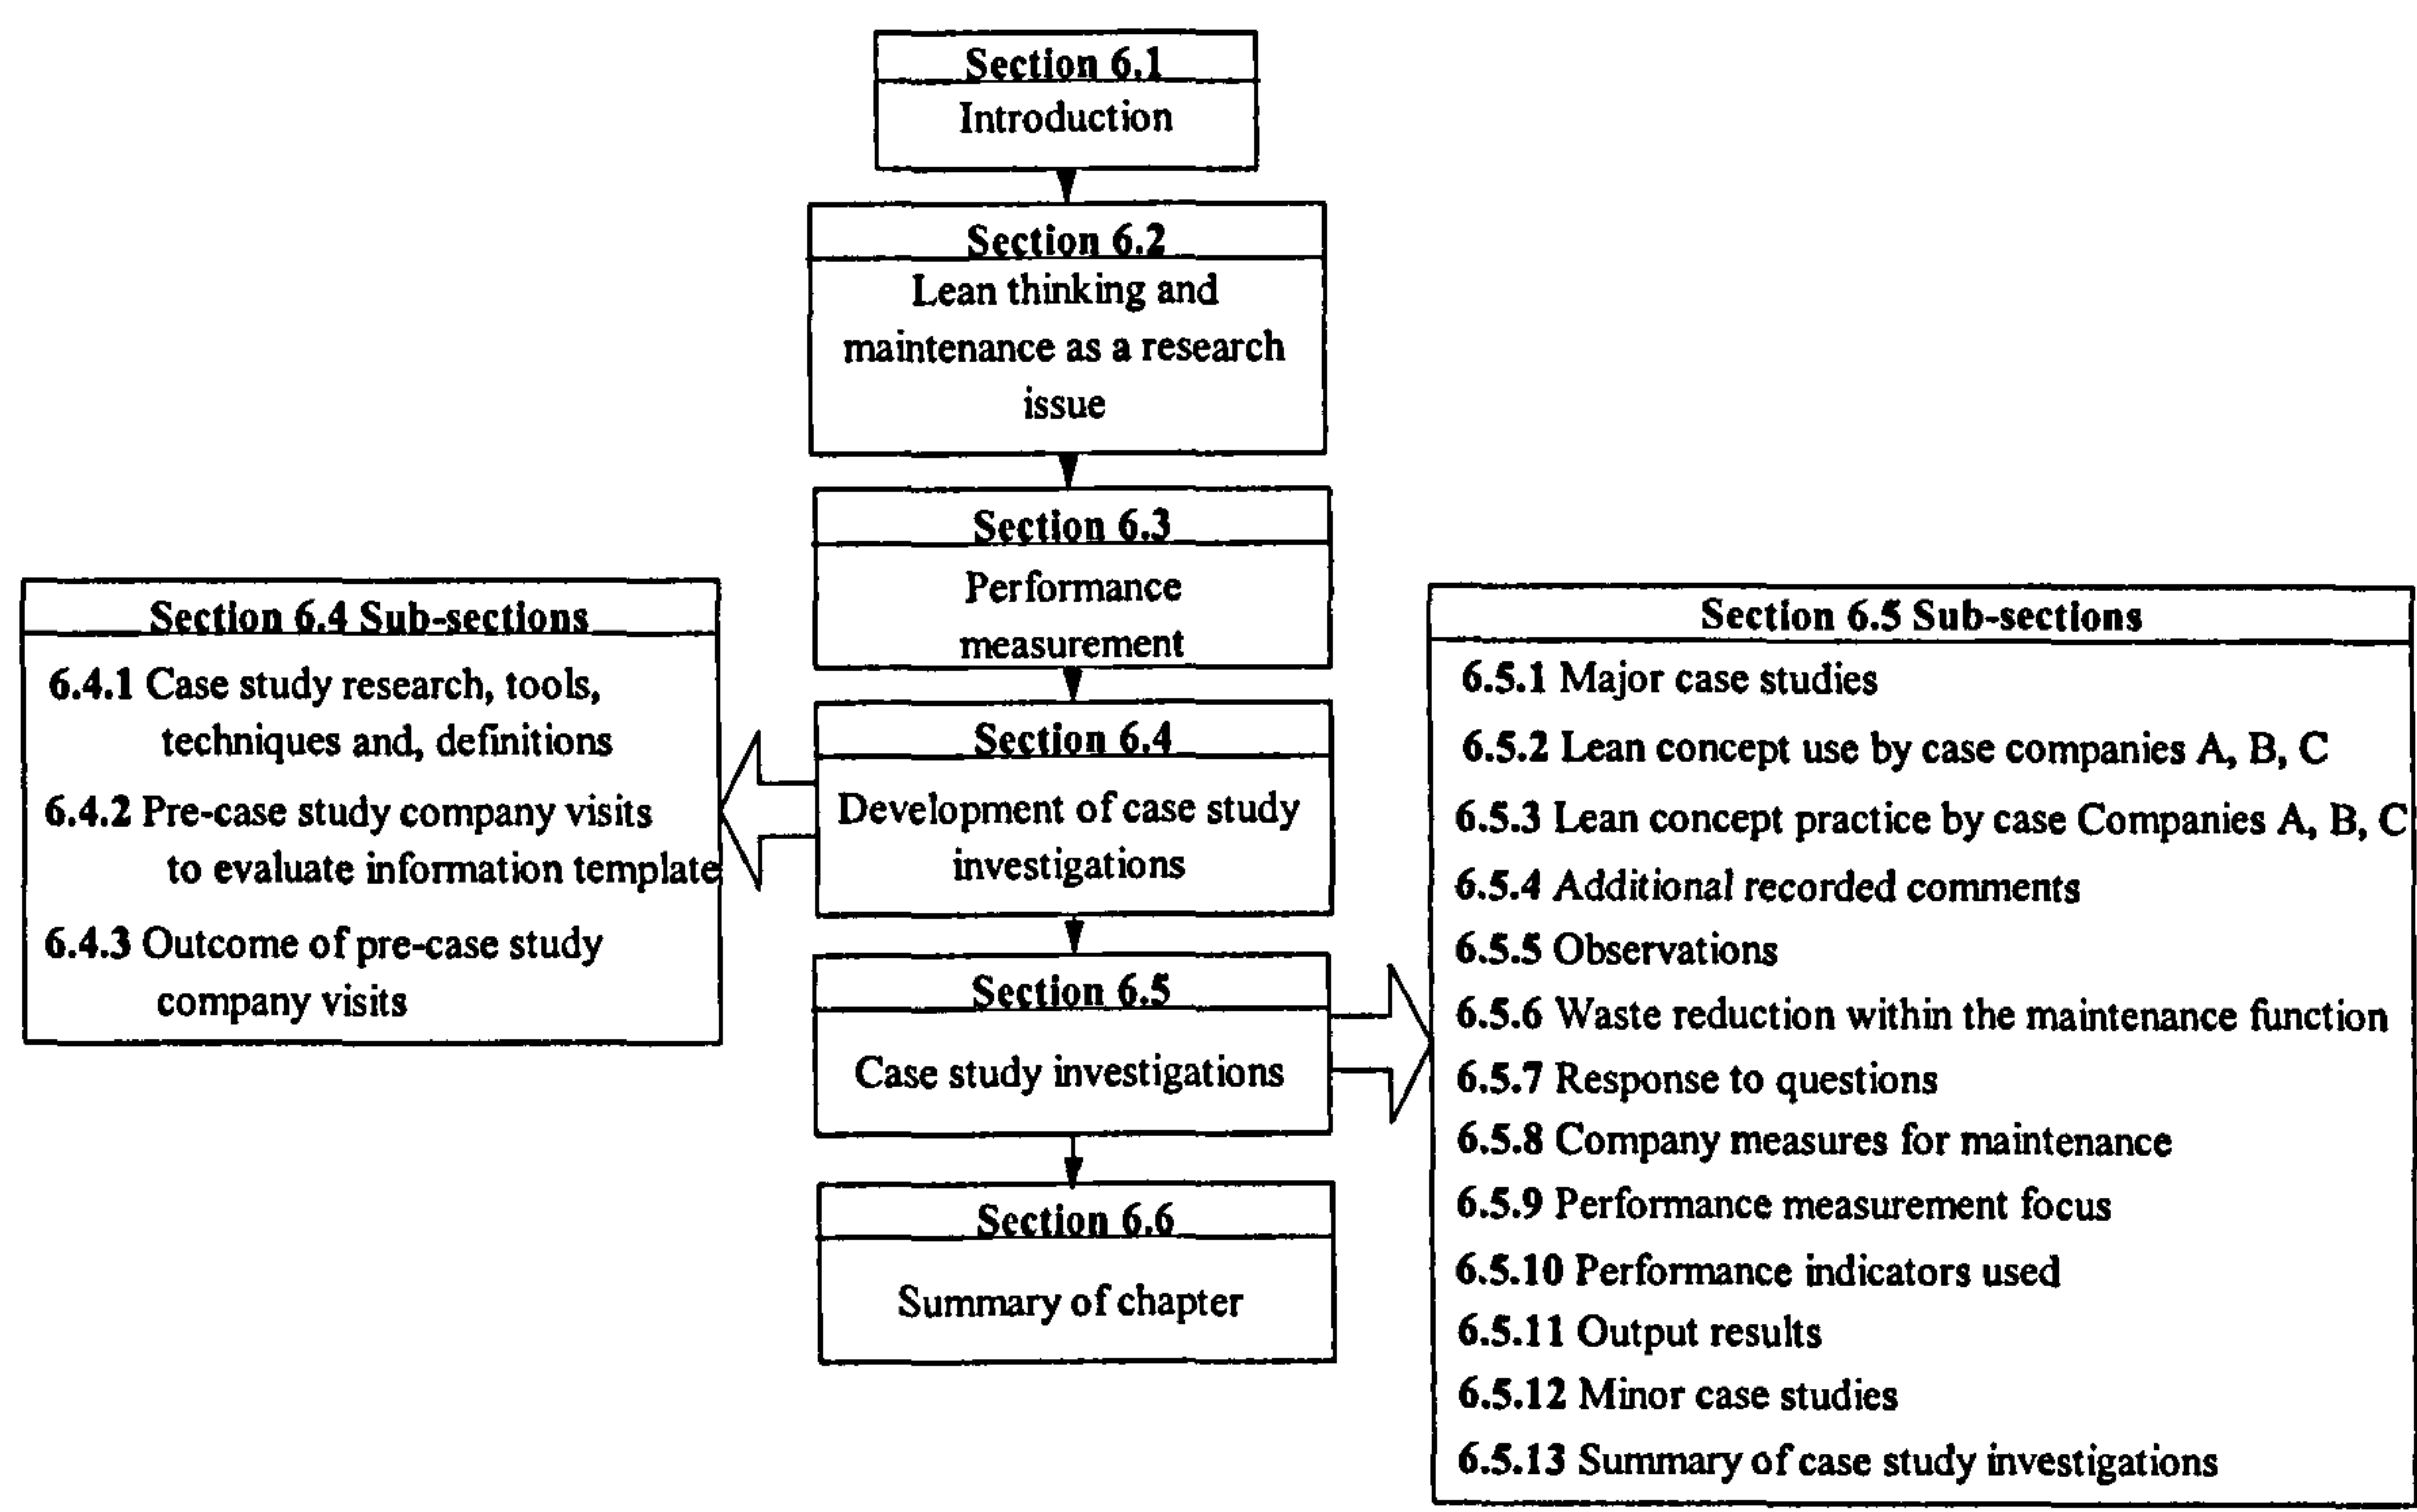 Section 6.1
Introduction
Section 6.2
Lean thinking and
maintenance as a research
issue
Section 6.3
Performance
measurement
Section 6.4
Development of case study
investigations
Section 6.5
Case study investigations
Section 6.6
Summary of chapter
Section 6.4 Sub-sections
6.4.1 Case study research, tools,
techniques and, definitions
6.4.2 Pre-case study company visits
to evaluate information template
6.4.3 Outcome of pre-case study
company visits
Section 6.5 Sub-sections
6.5.1 Major case studies
6.5.2 Lean concept use by case companies A, B, C
6.5.3 Lean concept practice by case Companies A, B, C
6.5.4 Additional recorded comments
6.5.5 Observations
6.5.6 Waste reduction within the maintenance function
6.5.7 Response to questions
6.5.8 Company measures for maintenance
6.5.9 Performance measurement focus
6.5.10 Performance indicators used
6.5.11 Output results
6.5.12 Minor case studies
6.5.13 Summary of case study investigations